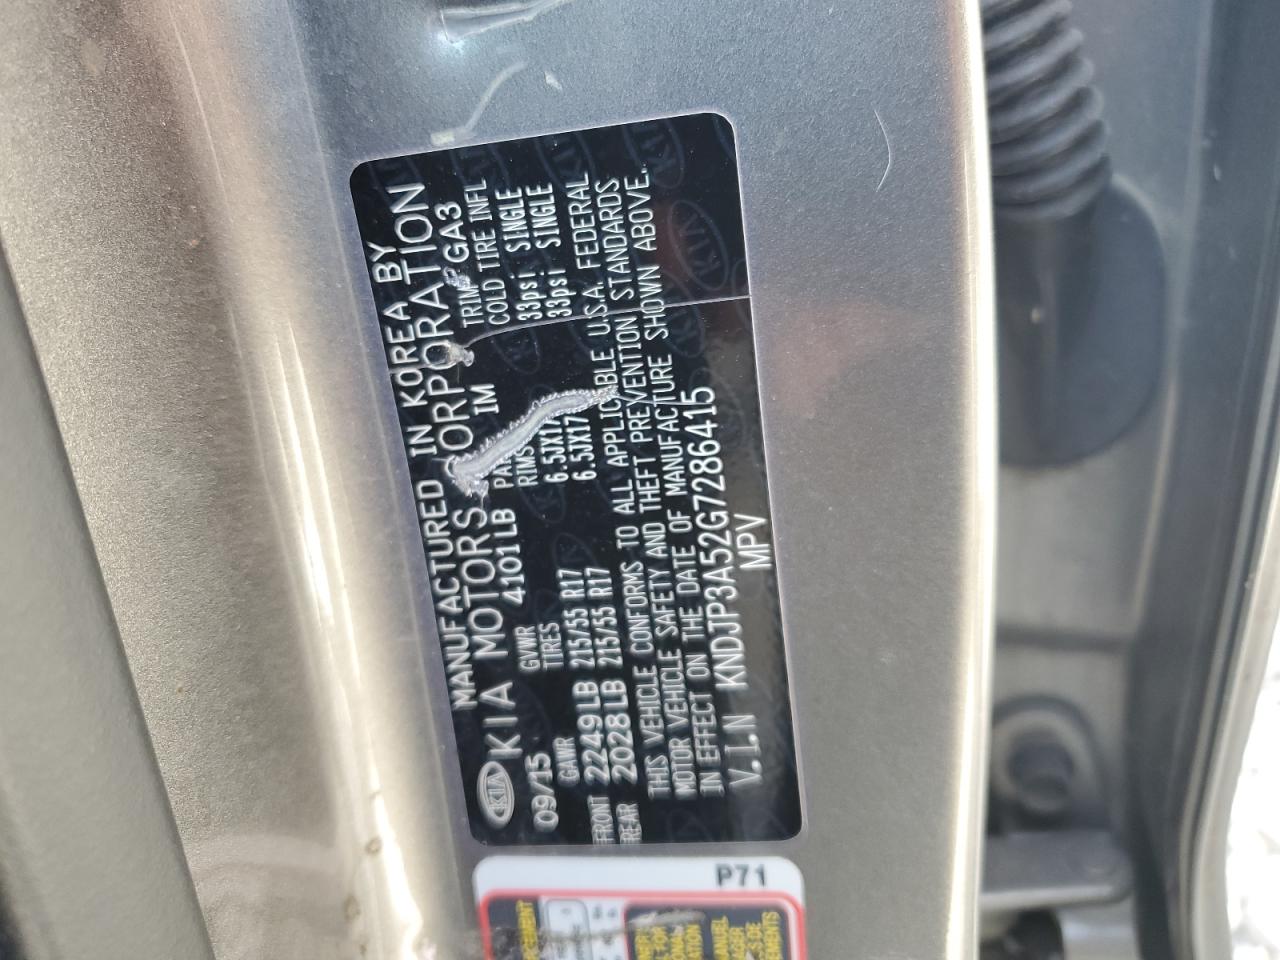 MANUFACTURED IN KOREA BY
KIA KIA MOTORS CORPORATION
09/15 GVWR 4101LB 1M TRIM GA3
GAWR TIRES RIMS COLD TIRE INFL
FRONT 2249LB 215/55 R17 6.5JX17 33psi SINGLE
REAR 2028LB 215/55 R17 6.5JX17 33psi SINGLE
THIS VEHICLE CONFORMS TO ALL APPLICABLE U.S.A. FEDERAL
MOTOR VEHICLE SAFETY AND THEFT PREVENTION STANDARDS
IN EFFECT ON THE DATE OF MANUFACTURE SHOWN ABOVE.
V.I.N KNDJP3A52G7286415
MPV
P71